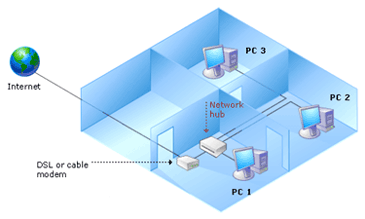 PC 3
Internet
Network
hub
PC 2
DSL or cable
modem
PC 1